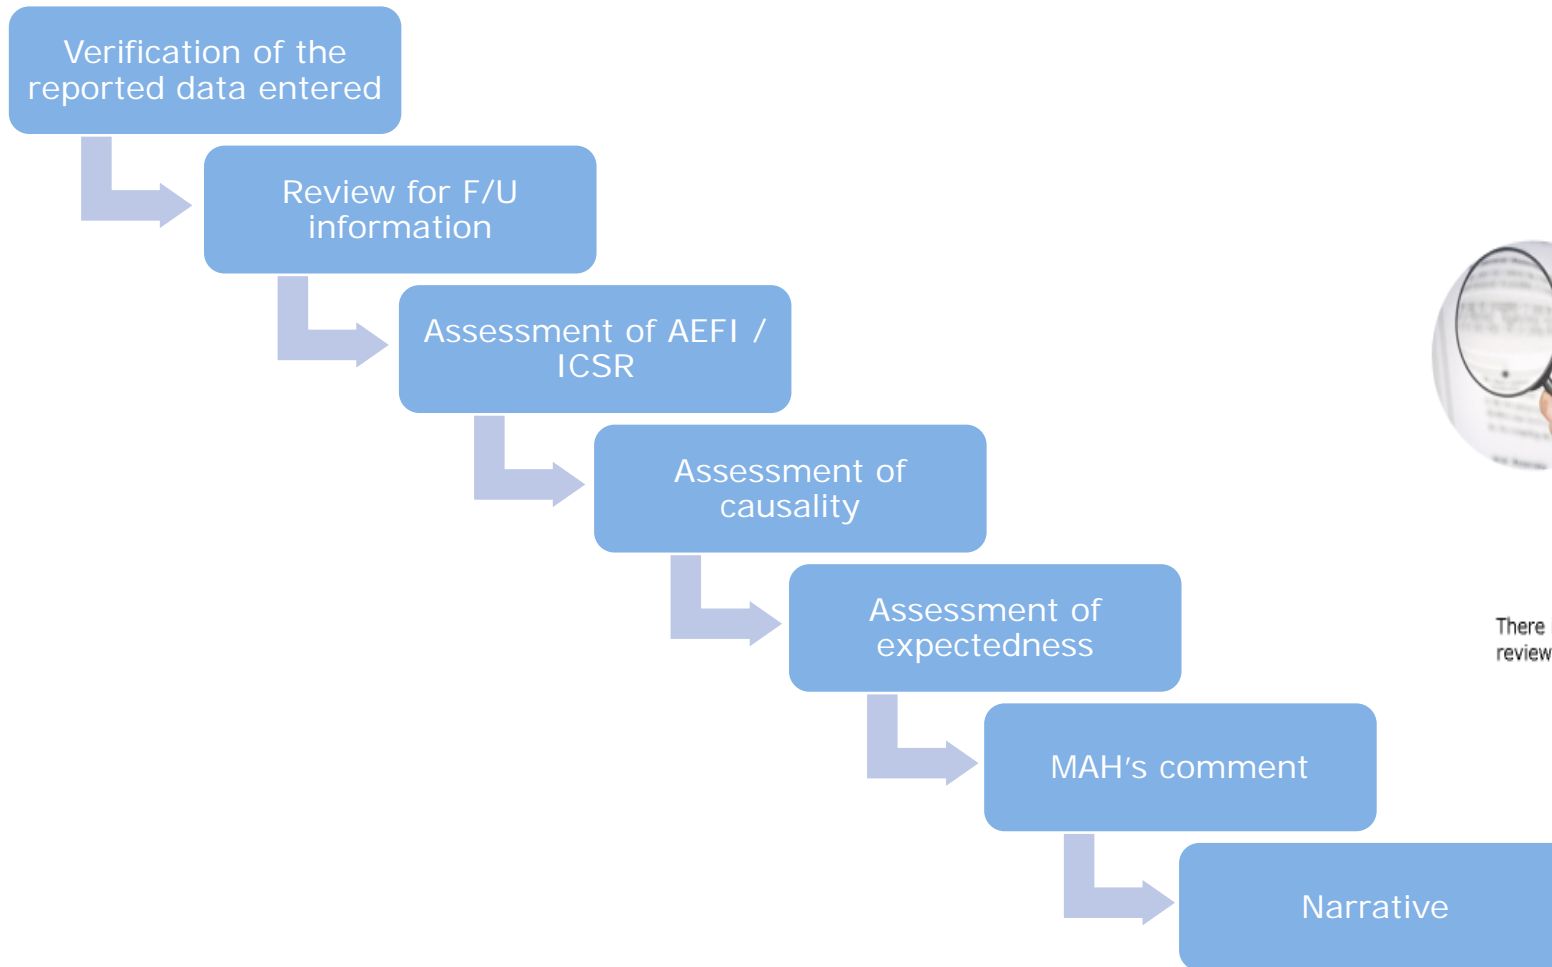 Verification of the
reported data entered
Review for F/U
information
Assessment of AEFI /
ICSR
Assessment of
causality
Assessment of
expectedness
There
review
MAH's comment
Narrative